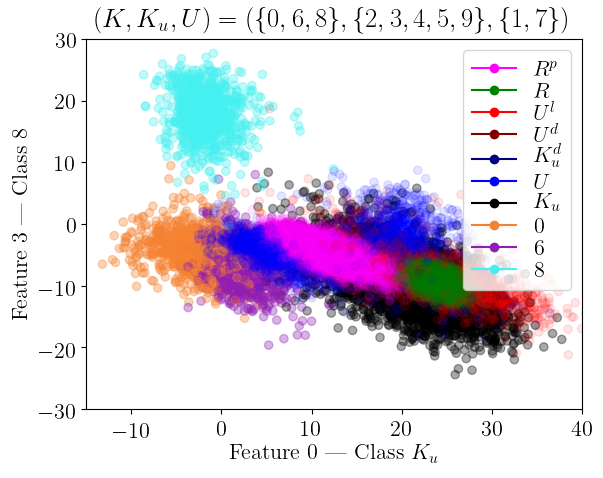 (K, K_u, U) = ({0, 6, 8}, {2, 3, 4, 5, 9}, {1, 7})
30
20
10
0
−10
−20
−30
Feature 3 — Class 8
R^p
R
U^l
U^d
K_u^d
U
K_u
0
6
8
−10 0 10 20 30 40
Feature 0 — Class K_u